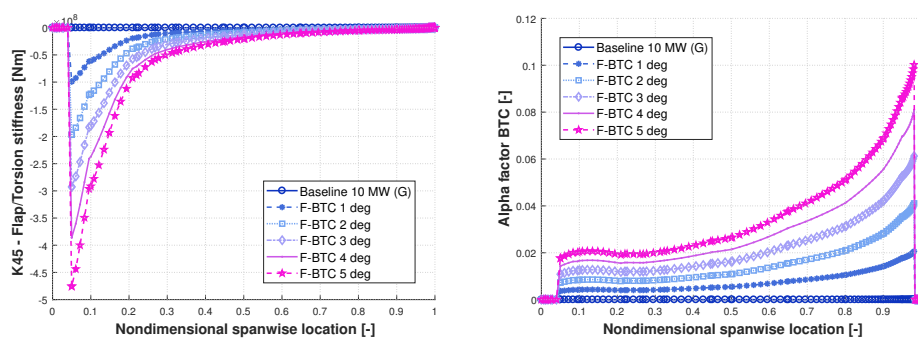 ×10⁸
-0
-0.5
-1
-1.5
-2
-2.5
-3
-3.5
-4
-4.5
-5
K45 - Flap/Torsion stiffness [Nm]
Baseline 10 MW (G)
F-BTC 1 deg
F-BTC 2 deg
F-BTC 3 deg
F-BTC 4 deg
F-BTC 5 deg
0 0.1 0.2 0.3 0.4 0.5 0.6 0.7 0.8 0.9 1
Nondimensional spanwise location [-]
0.12
0.1
0.08
0.06
0.04
0.02
0
Alpha factor BTC [-]
Baseline 10 MW (G)
F-BTC 1 deg
F-BTC 2 deg
F-BTC 3 deg
F-BTC 4 deg
F-BTC 5 deg
0 0.1 0.2 0.3 0.4 0.5 0.6 0.7 0.8 0.9
Nondimensional spanwise location [-]